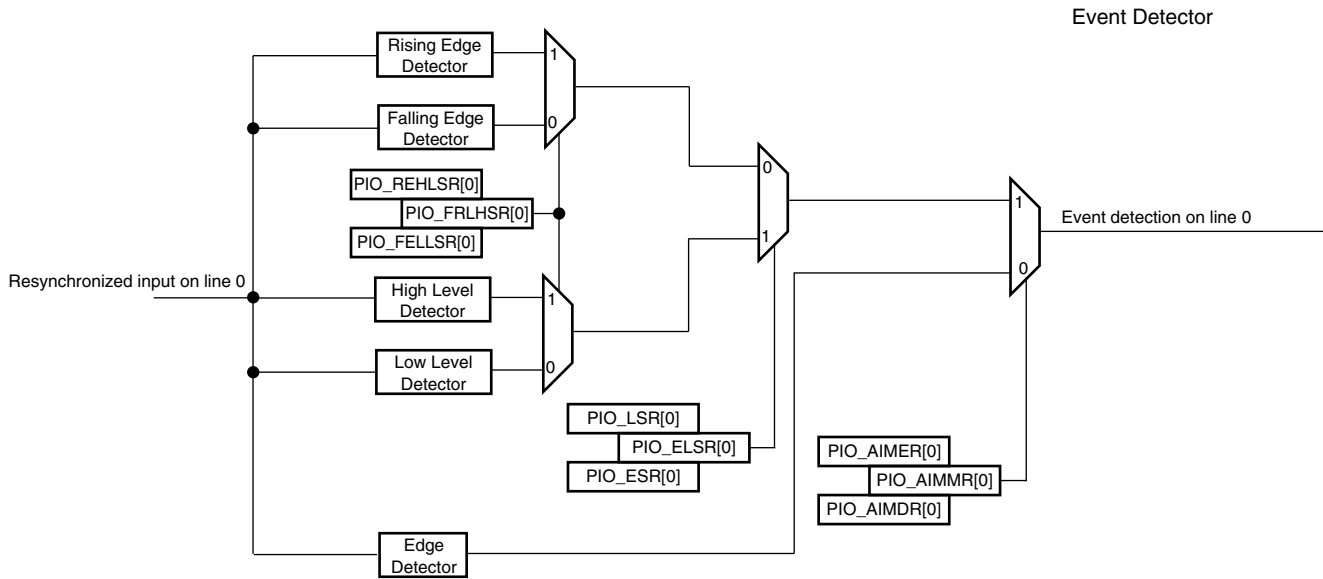 Event Detector
Rising Edge
Detector
1
Falling Edge
Detector
0
PIO_REHLSR[0]
PIO_FRLHSR[0]
PIO_FELLSR[0]
0
1
1
Event detection on line 0
0
Resynchronized input on line 0
High Level
Detector
1
Low Level
Detector
0
PIO_LSR[0]
PIO_ELSR[0]
PIO_ESR[0]
PIO_AIMER[0]
PIO_AIMMR[0]
PIO_AIMDR[0]
Edge
Detector